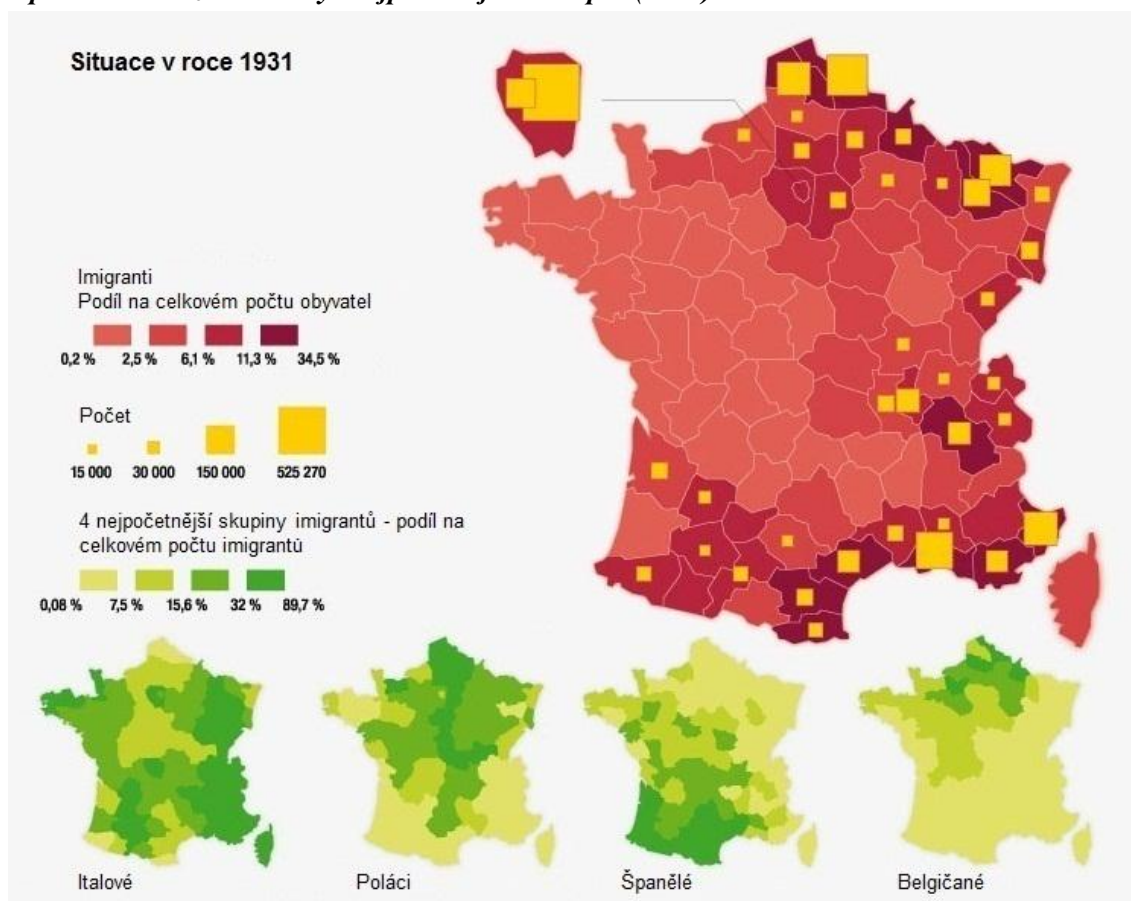 Situace v roce 1931
Imigranti
Podíl na celkovém počtu obyvatel
0,2 % 2,5 % 6,1 % 11,3 % 34,5 %
Počet
15 000 30 000 150 000 525 270
4 nejpočetnější skupiny imigrantů - podíl na
celkovém počtu imigrantů
0,08 % 7,5 % 15,6 % 32 % 89,7 %
Italové Poláci Španělé Belgičané